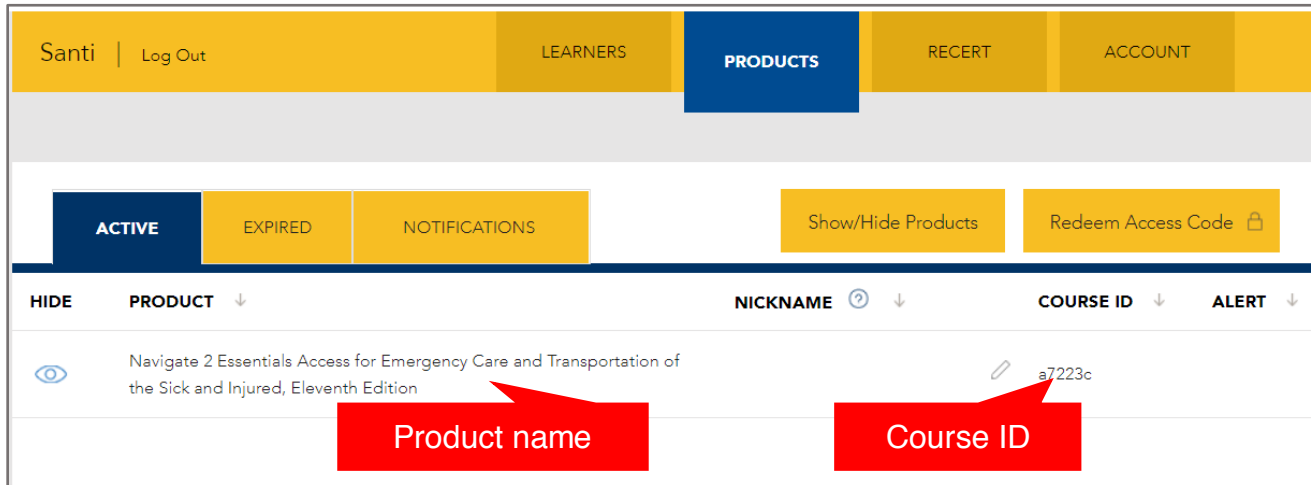 Santi | Log Out LEARNERS PRODUCTS RECERT ACCOUNT
ACTIVE EXPIRED NOTIFICATIONS Show/Hide Products Redeem Access Code
HIDE PRODUCT NICKNAME ? COURSE ID ALERT
Navigate 2 Essentials Access for Emergency Care and Transportation of
the Sick and Injured, Eleventh Edition
a7223c
Product name Course ID